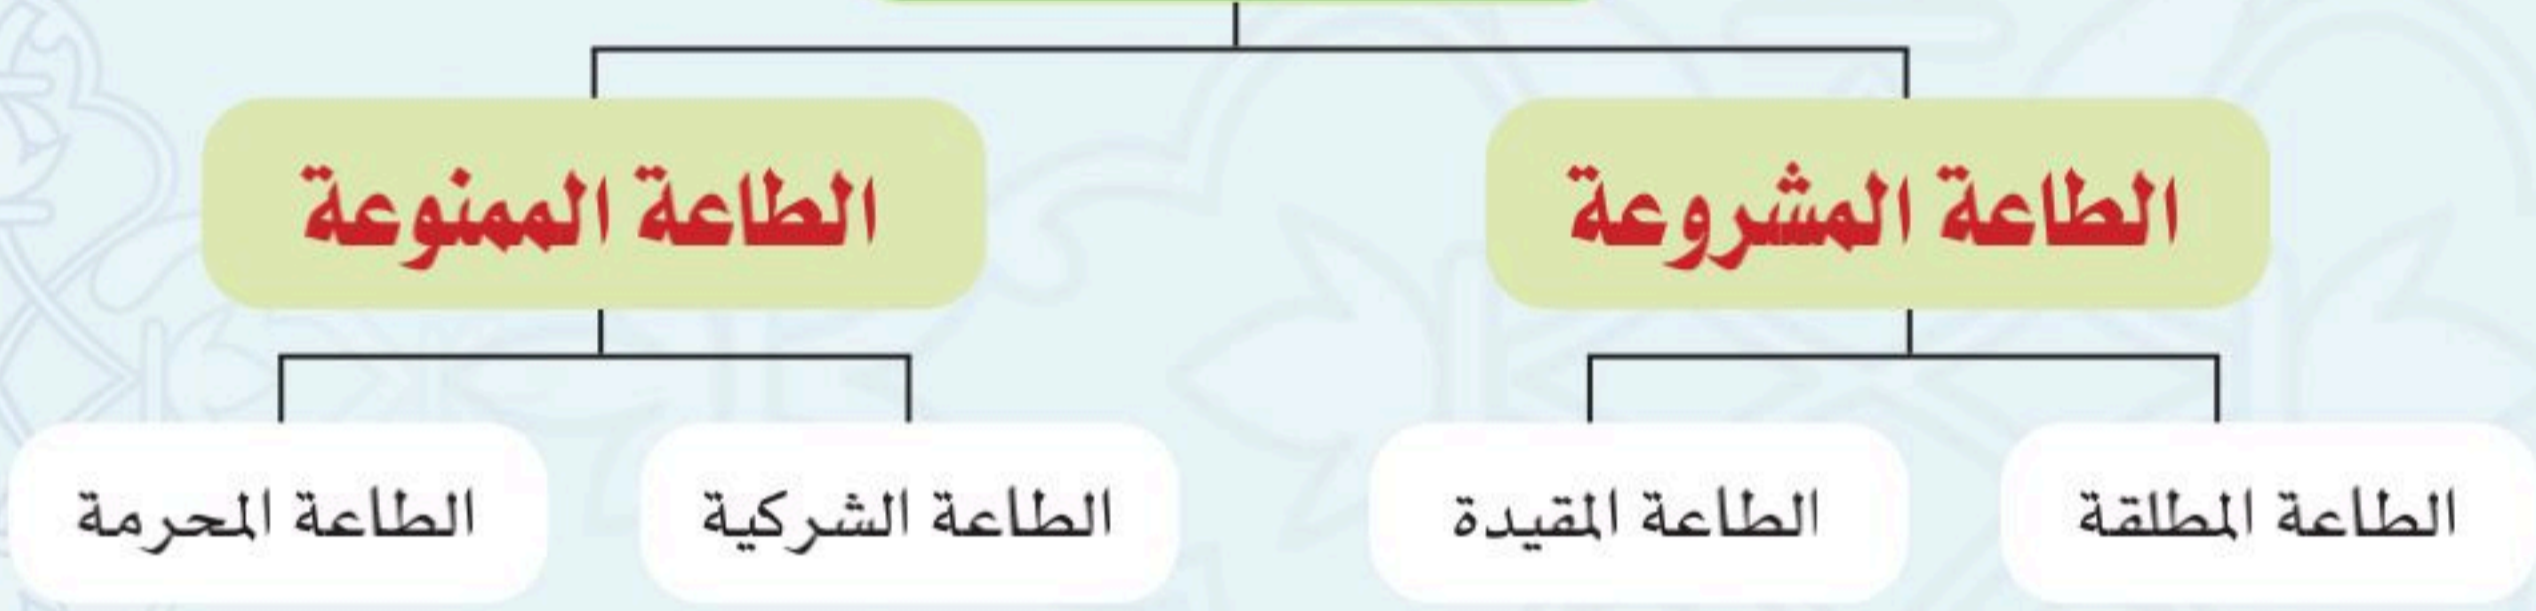 الطاعة المشروعة
الطاعة الممنوعة
الطاعة المطلقة
الطاعة المقيدة
الطاعة الشركية
الطاعة المحرمة